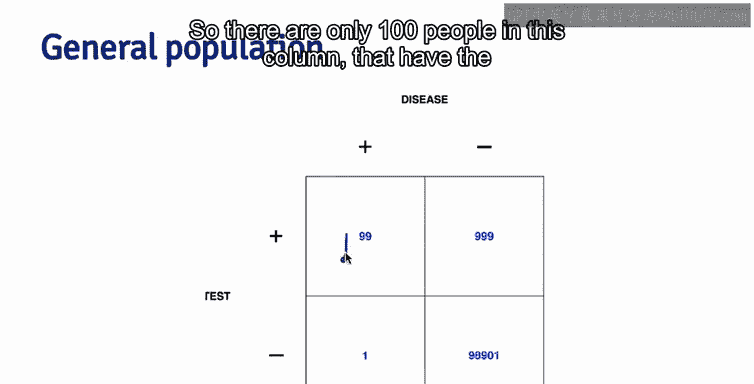 So there are only 100 people in this
General population
column, that have the
DISEASE
+ −
+ 99 999
TEST
− 1 98901